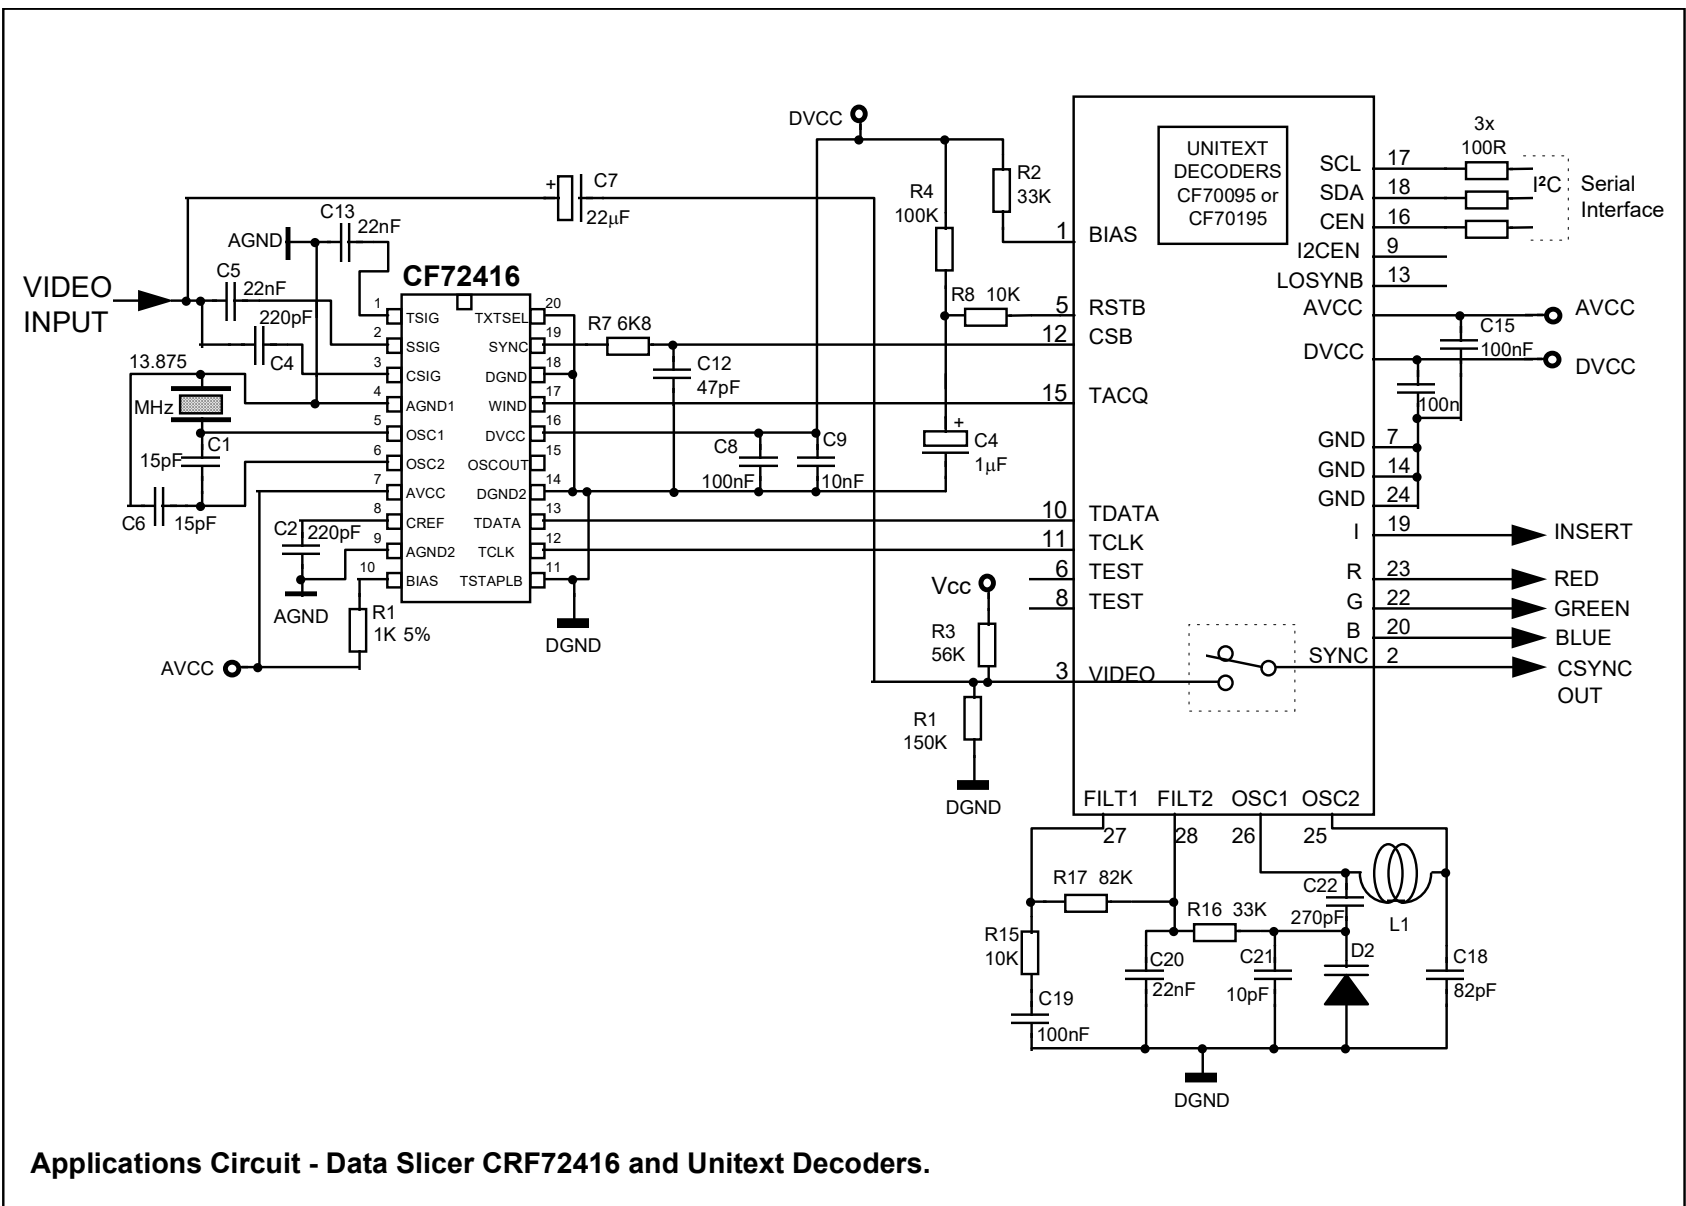 DVCC
C7
22µF
+
C13
22nF
AGND
C5
22nF
VIDEO
INPUT
220pF
C4
CF72416
13.875
MHz
C1
15pF
C6
15pF
C2
220pF
AGND
R1
1K 5%
AVCC
1
TSIG
2
SSIG
3
CSIG
4
AGND1
5
OSC1
6
OSC2
7
AVCC
8
CREF
9
AGND2
10
BIAS
TXTSEL
20
SYNC
19
DGND
18
WIND
17
DVCC
16
OSCOUT
15
DGND2
14
TDATA
13
TCLK
12
TSTAPLB
11
DGND
R7 6K8
C12
47pF
C8
100nF
C9
10nF
R4
100K
R2
33K
R8 10K
+
C4
1µF
Vcc
R3
56K
R1
150K
DGND
UNITEXT
DECODERS
CF70095 or
CF70195
1
BIAS
5
RSTB
12
CSB
15
TACQ
10
TDATA
11
TCLK
6
TEST
8
TEST
3
VIDEO
SCL
17
SDA
18
CEN
16
I2CEN
9
LOSYNB
13
AVCC
DVCC
GND
7
GND
14
GND
24
I
19
R
23
G
22
B
20
SYNC
2
3x
100R
I²C
Serial
Interface
AVCC
C15
100nF
DVCC
100n
INSERT
RED
GREEN
BLUE
CSYNC
OUT
FILT1
FILT2
OSC1
OSC2
27
28
26
25
R17 82K
R16 33K
R15
10K
C19
100nF
C20
22nF
C21
10pF
C22
270pF
D2
L1
C18
82pF
DGND
Applications Circuit - Data Slicer CRF72416 and Unitext Decoders.